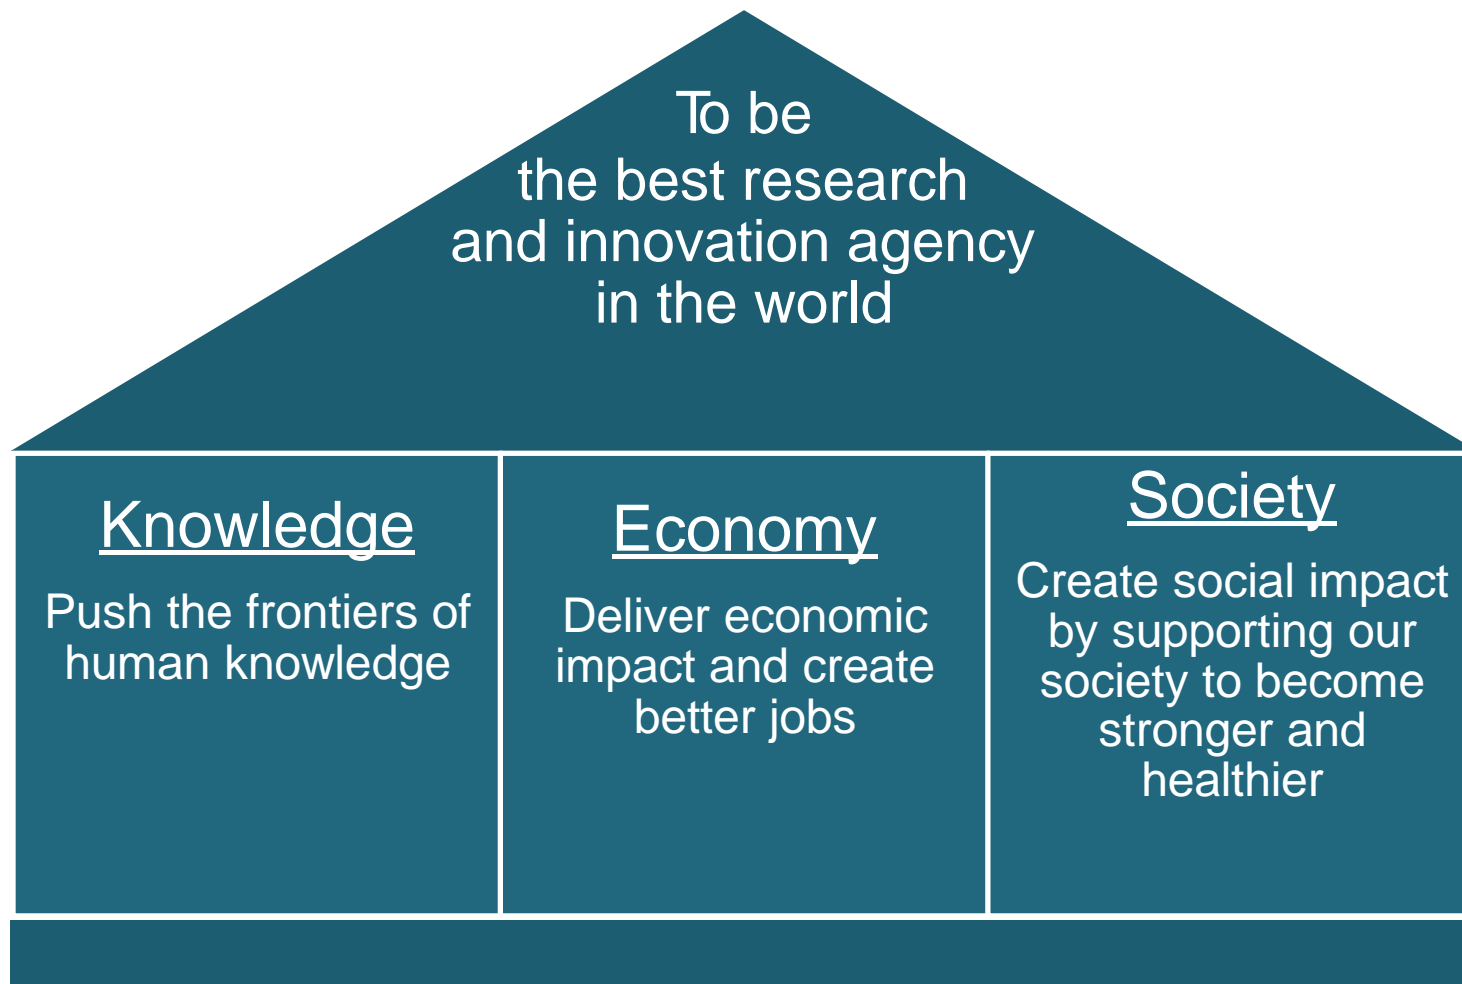 To be
the best research
and innovation agency
in the world
Knowledge
Push the frontiers of
human knowledge
Economy
Deliver economic
impact and create
better jobs
Society
Create social impact
by supporting our
society to become
stronger and
healthier